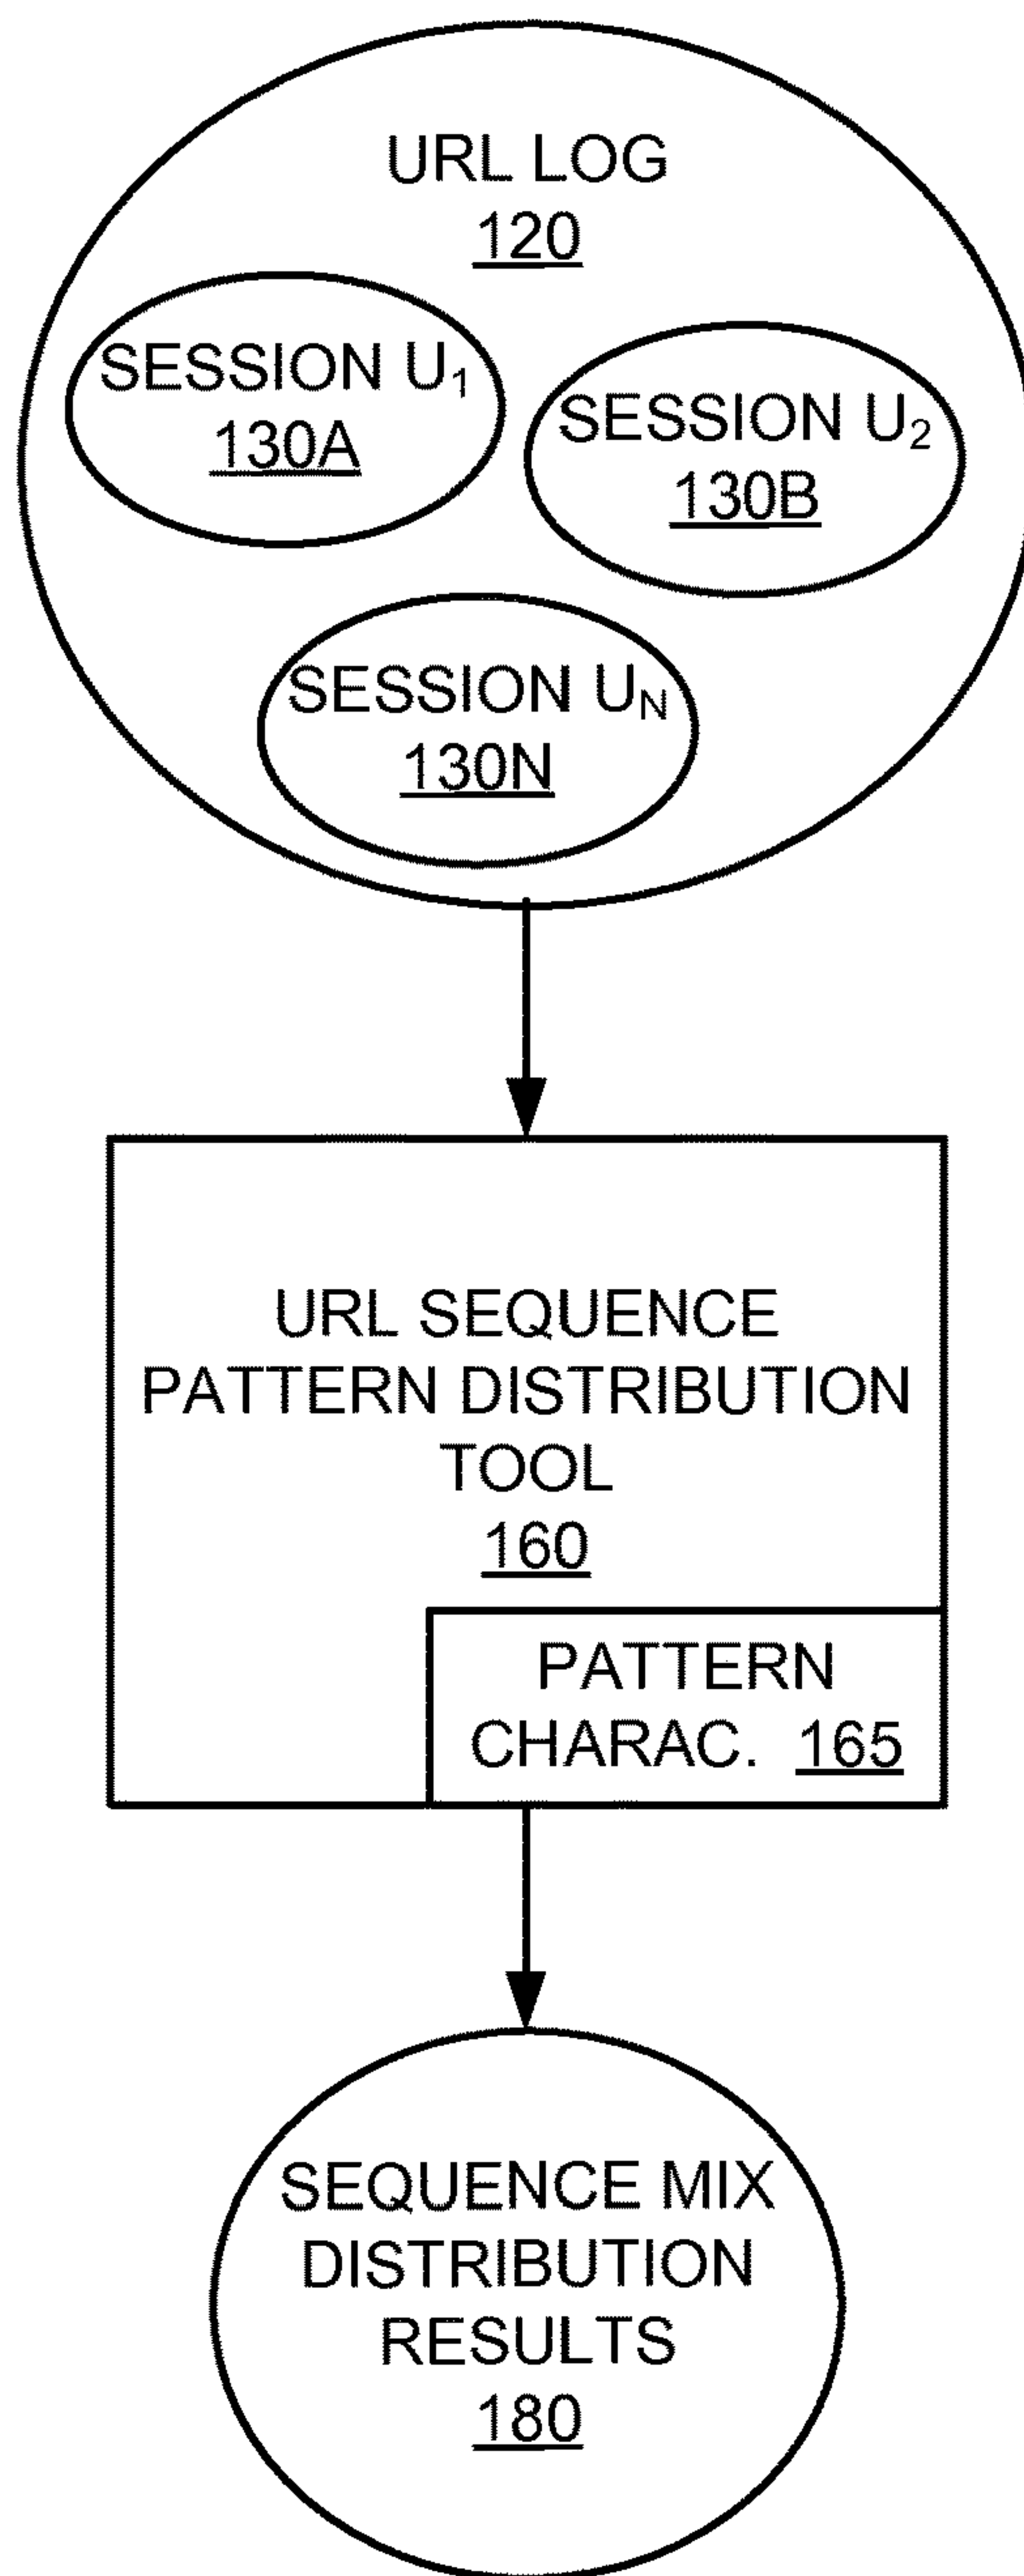 URL LOG
120
SESSION U₁
130A
SESSION U₂
130B
SESSION Uɴ
130N
URL SEQUENCE
PATTERN DISTRIBUTION
TOOL
160
PATTERN
CHARAC. 165
SEQUENCE MIX
DISTRIBUTION
RESULTS
180